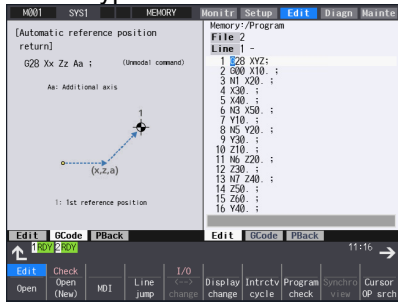 M001 SYS1 MEMORY Monitr Setup Edit Diagn Mainte
[Automatic reference position
return]
G28 Xx Zz Aa ; (Unmodal command)
Aa: Additional axis
1
(x,z,a)
1: 1st reference position
Memory:/Program
File 2
Line 1 -
1 G28 XYZ;
2 G00 X10. ;
3 N1 X20. ;
4 X30. ;
5 X40. ;
6 N3 X50. ;
7 Y10. ;
8 N5 Y20. ;
9 Y30. ;
10 Z10. ;
11 N6 Z20. ;
12 Z30. ;
13 N7 Z40. ;
14 Z50. ;
15 Z60. ;
16 Y40. ;
Edit GCode PBack Edit GCode PBack
1 RDY 2 RDY 11:16
Edit Check I/O
Open Open (New) MDI Line jump <--> change Display change Intrctv cycle Program check Synchro view Cursor OP srch